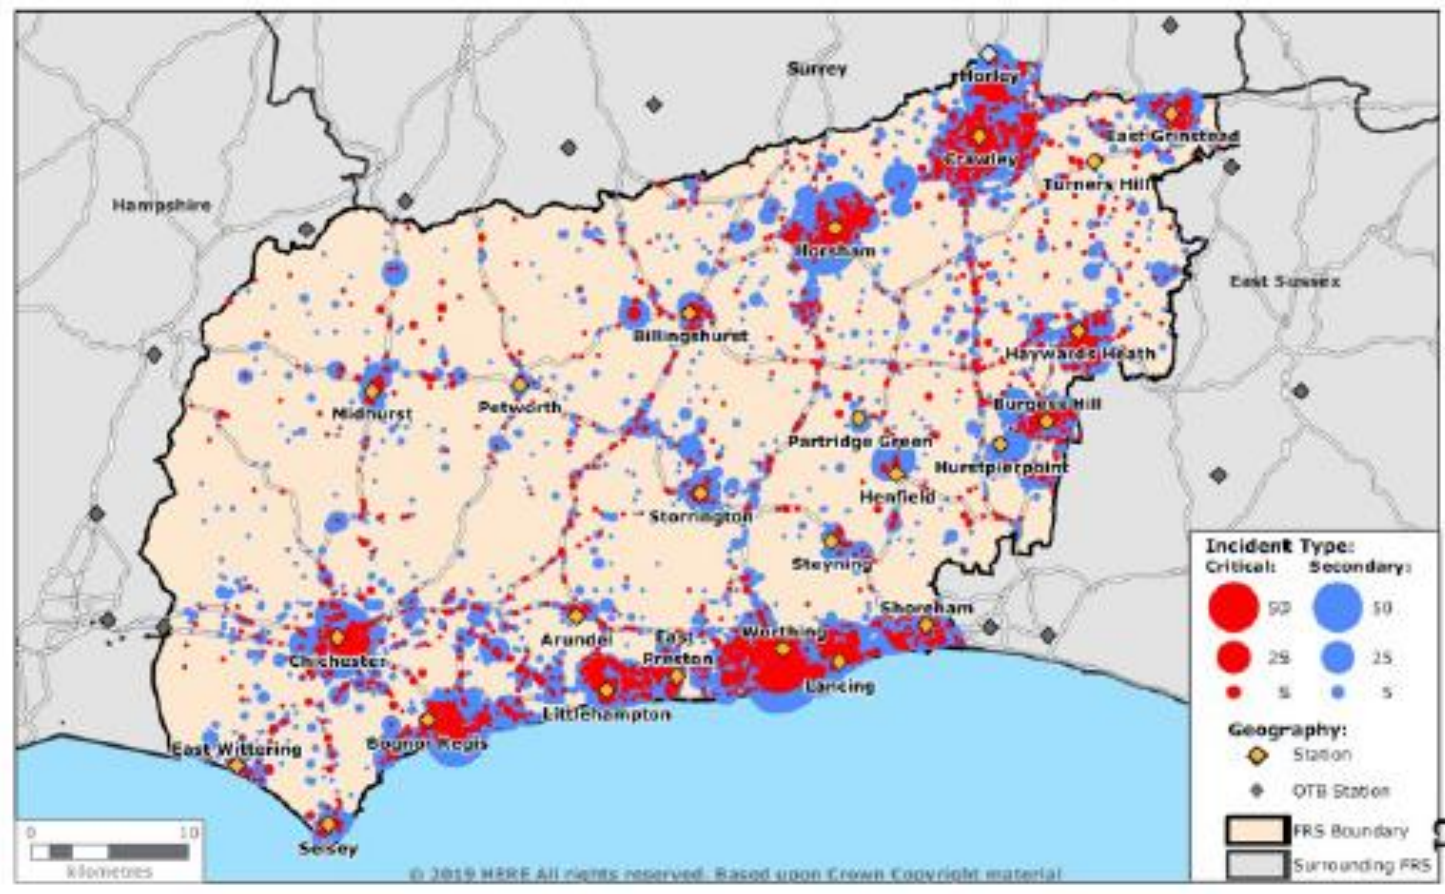 Surrey
Horley
East Grinstead
Crawley
Turners Hill
Hampshire
Horsham
East Sussex
Billingshurst
Haywards Heath
Midhurst
Petworth
Burgess Hill
Partridge Green
Hurstpierpoint
Henfield
Storrington
Steyning
Shoreham
Arundel
East
Preston
Worthing
Chichester
Lancing
Littlehampton
Bognor Regis
East Wittering
Selsey
Incident Type:
Critical: Secondary:
50 50
25 25
5 5
Geography:
Station
OTB Station
FRS Boundary
Surrounding FRS
0 10
kilometres
© 2019 HERE All rights reserved. Based upon Crown Copyright material